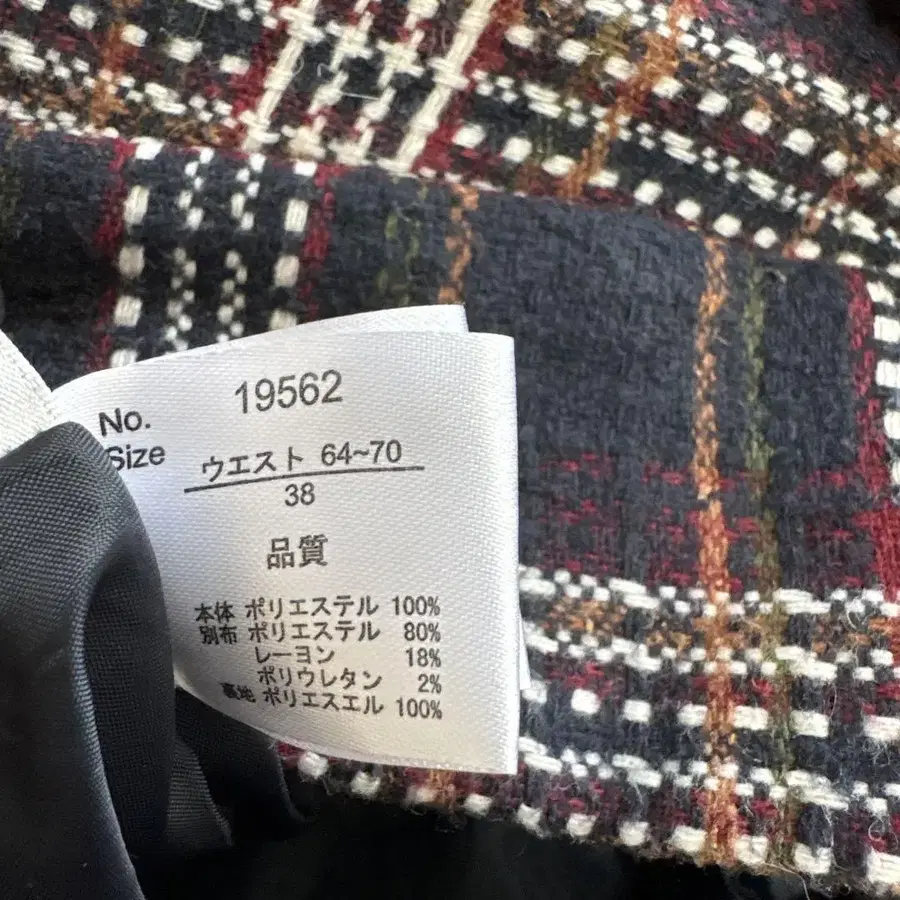 No. 19562
Size ウエスト 64~70
38
品質
本体 ポリエステル 100%
別布 ポリエステル 80%
レーヨン 18%
ポリウレタン 2%
裏地 ポリエスエル 100%